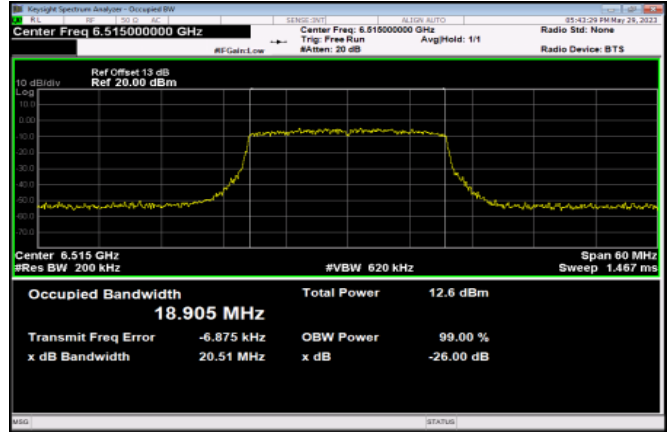 Keysight Spectrum Analyzer - Occupied BW
RL RF 50 Ω AC SENSE:INT ALIGN AUTO 05:43:29 PM May 29, 2023
Center Freq 6.515000000 GHz Center Freq: 6.515000000 GHz Radio Std: None
Trig: Free Run Avg|Hold: 1/1
#IFGain:Low #Atten: 20 dB Radio Device: BTS
Ref Offset 13 dB
10 dB/div Ref 20.00 dBm
Log
10.0
0.00
-10.0
-20.0
-30.0
-40.0
-50.0
-60.0
-70.0
Center 6.515 GHz Span 60 MHz
#Res BW 200 kHz #VBW 620 kHz Sweep 1.467 ms
Occupied Bandwidth Total Power 12.6 dBm
18.905 MHz
Transmit Freq Error -6.875 kHz OBW Power 99.00 %
x dB Bandwidth 20.51 MHz x dB -26.00 dB
MSG STATUS